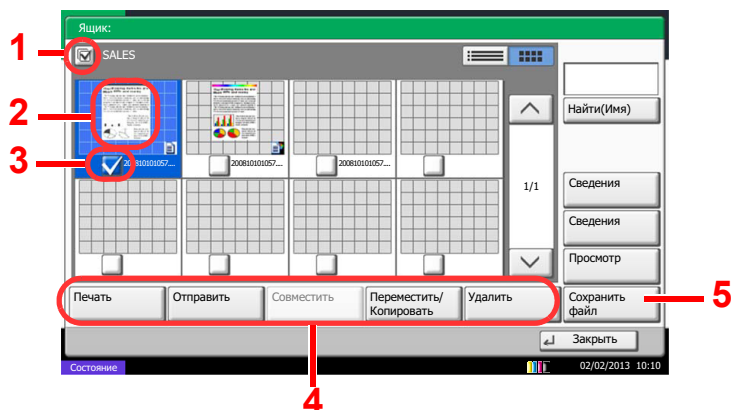 Ящик:
1
SALES
2
Найти(Имя)
3
200810101057....
200810101057....
200810101057....
1/1
Сведения
Сведения
Просмотр
Печать
Отправить
Совместить
Переместить/
Копировать
Удалить
Сохранить
файл
5
Закрыть
Состояние
02/02/2013 10:10
4